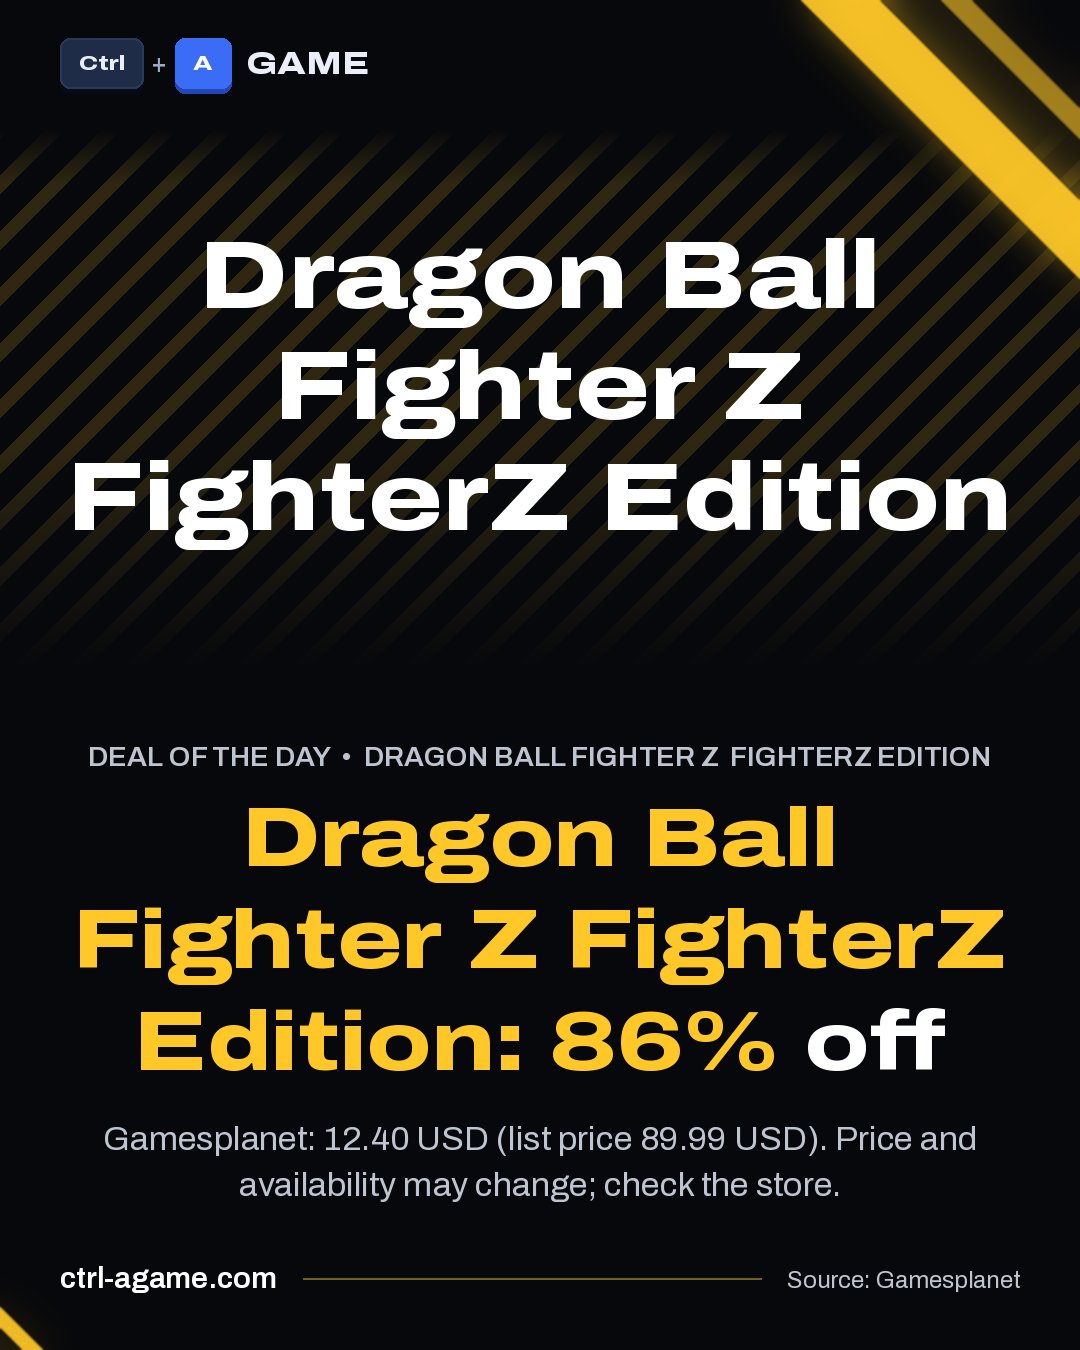 Ctrl + A GAME
Dragon Ball
Fighter Z
FighterZ Edition
DEAL OF THE DAY • DRAGON BALL FIGHTER Z FIGHTERZ EDITION
Dragon Ball
Fighter Z FighterZ
Edition: 86% off
Gamesplanet: 12.40 USD (list price 89.99 USD). Price and
availability may change; check the store.
ctrl-agame.com
Source: Gamesplanet